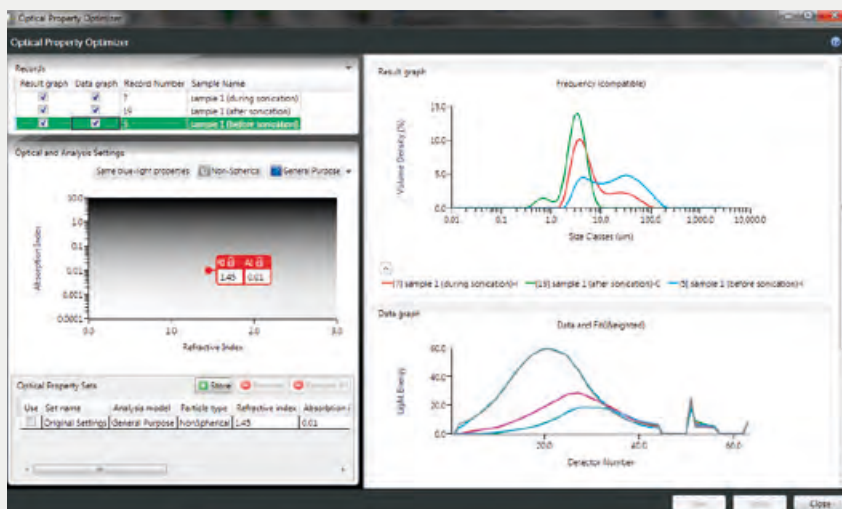 Optical Property Optimizer
Optical Property Optimizer
Records
Result graph Data graph Record Number Sample Name
7 sample 1 (during sonication)
19 sample 1 (after sonication)
5 sample 1 (before sonication)
Optical and Analysis Settings
Same blue-light properties Non-Spherical General Purpose
10.0
1.0
0.1
0.01
0.001
0.0001
Absorption Index
RI AI
1.45 0.01
0.0 1.0 2.0 3.0
Refractive Index
Optical Property Sets Store Remove
Use Set name Analysis model Particle type Refractive index Absorption i
Original Settings General Purpose NonSpherical 1.45 0.01
Result graph
Frequency (compatible)
15.0
10.0
5.0
0.0
Volume Density (%)
0.01 0.1 1.0 10.0 100.0 1,000.0 10,000.0
Size Classes (um)
[7] sample 1 (during sonication)- [19] sample 1 (after sonication)- [5] sample 1 (before sonication)-
Data graph
Data and Fit(Weighted)
60.0
40.0
20.0
0.0
Light Energy
20.0 40.0 60.0
Detector Number
Close